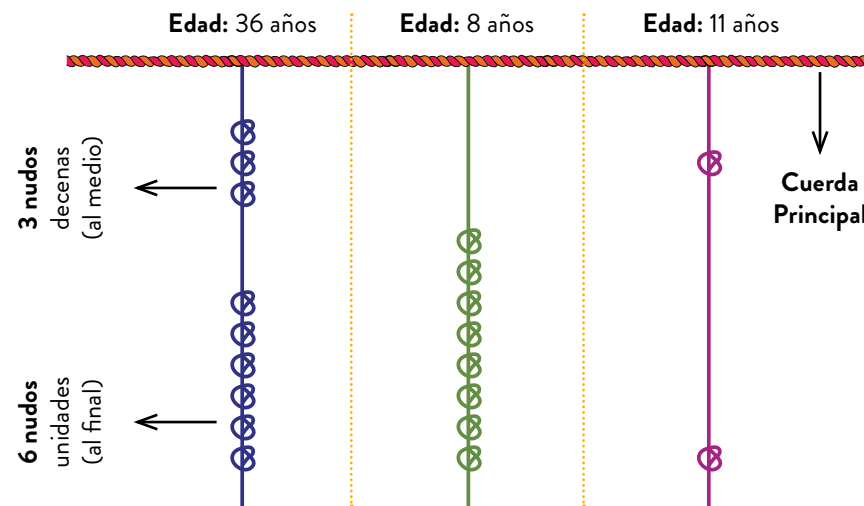 Edad: 36 años
Edad: 8 años
Edad: 11 años
3 nudos
decenas
(al medio)
Cuerda
Principal
6 nudos
unidades
(al final)